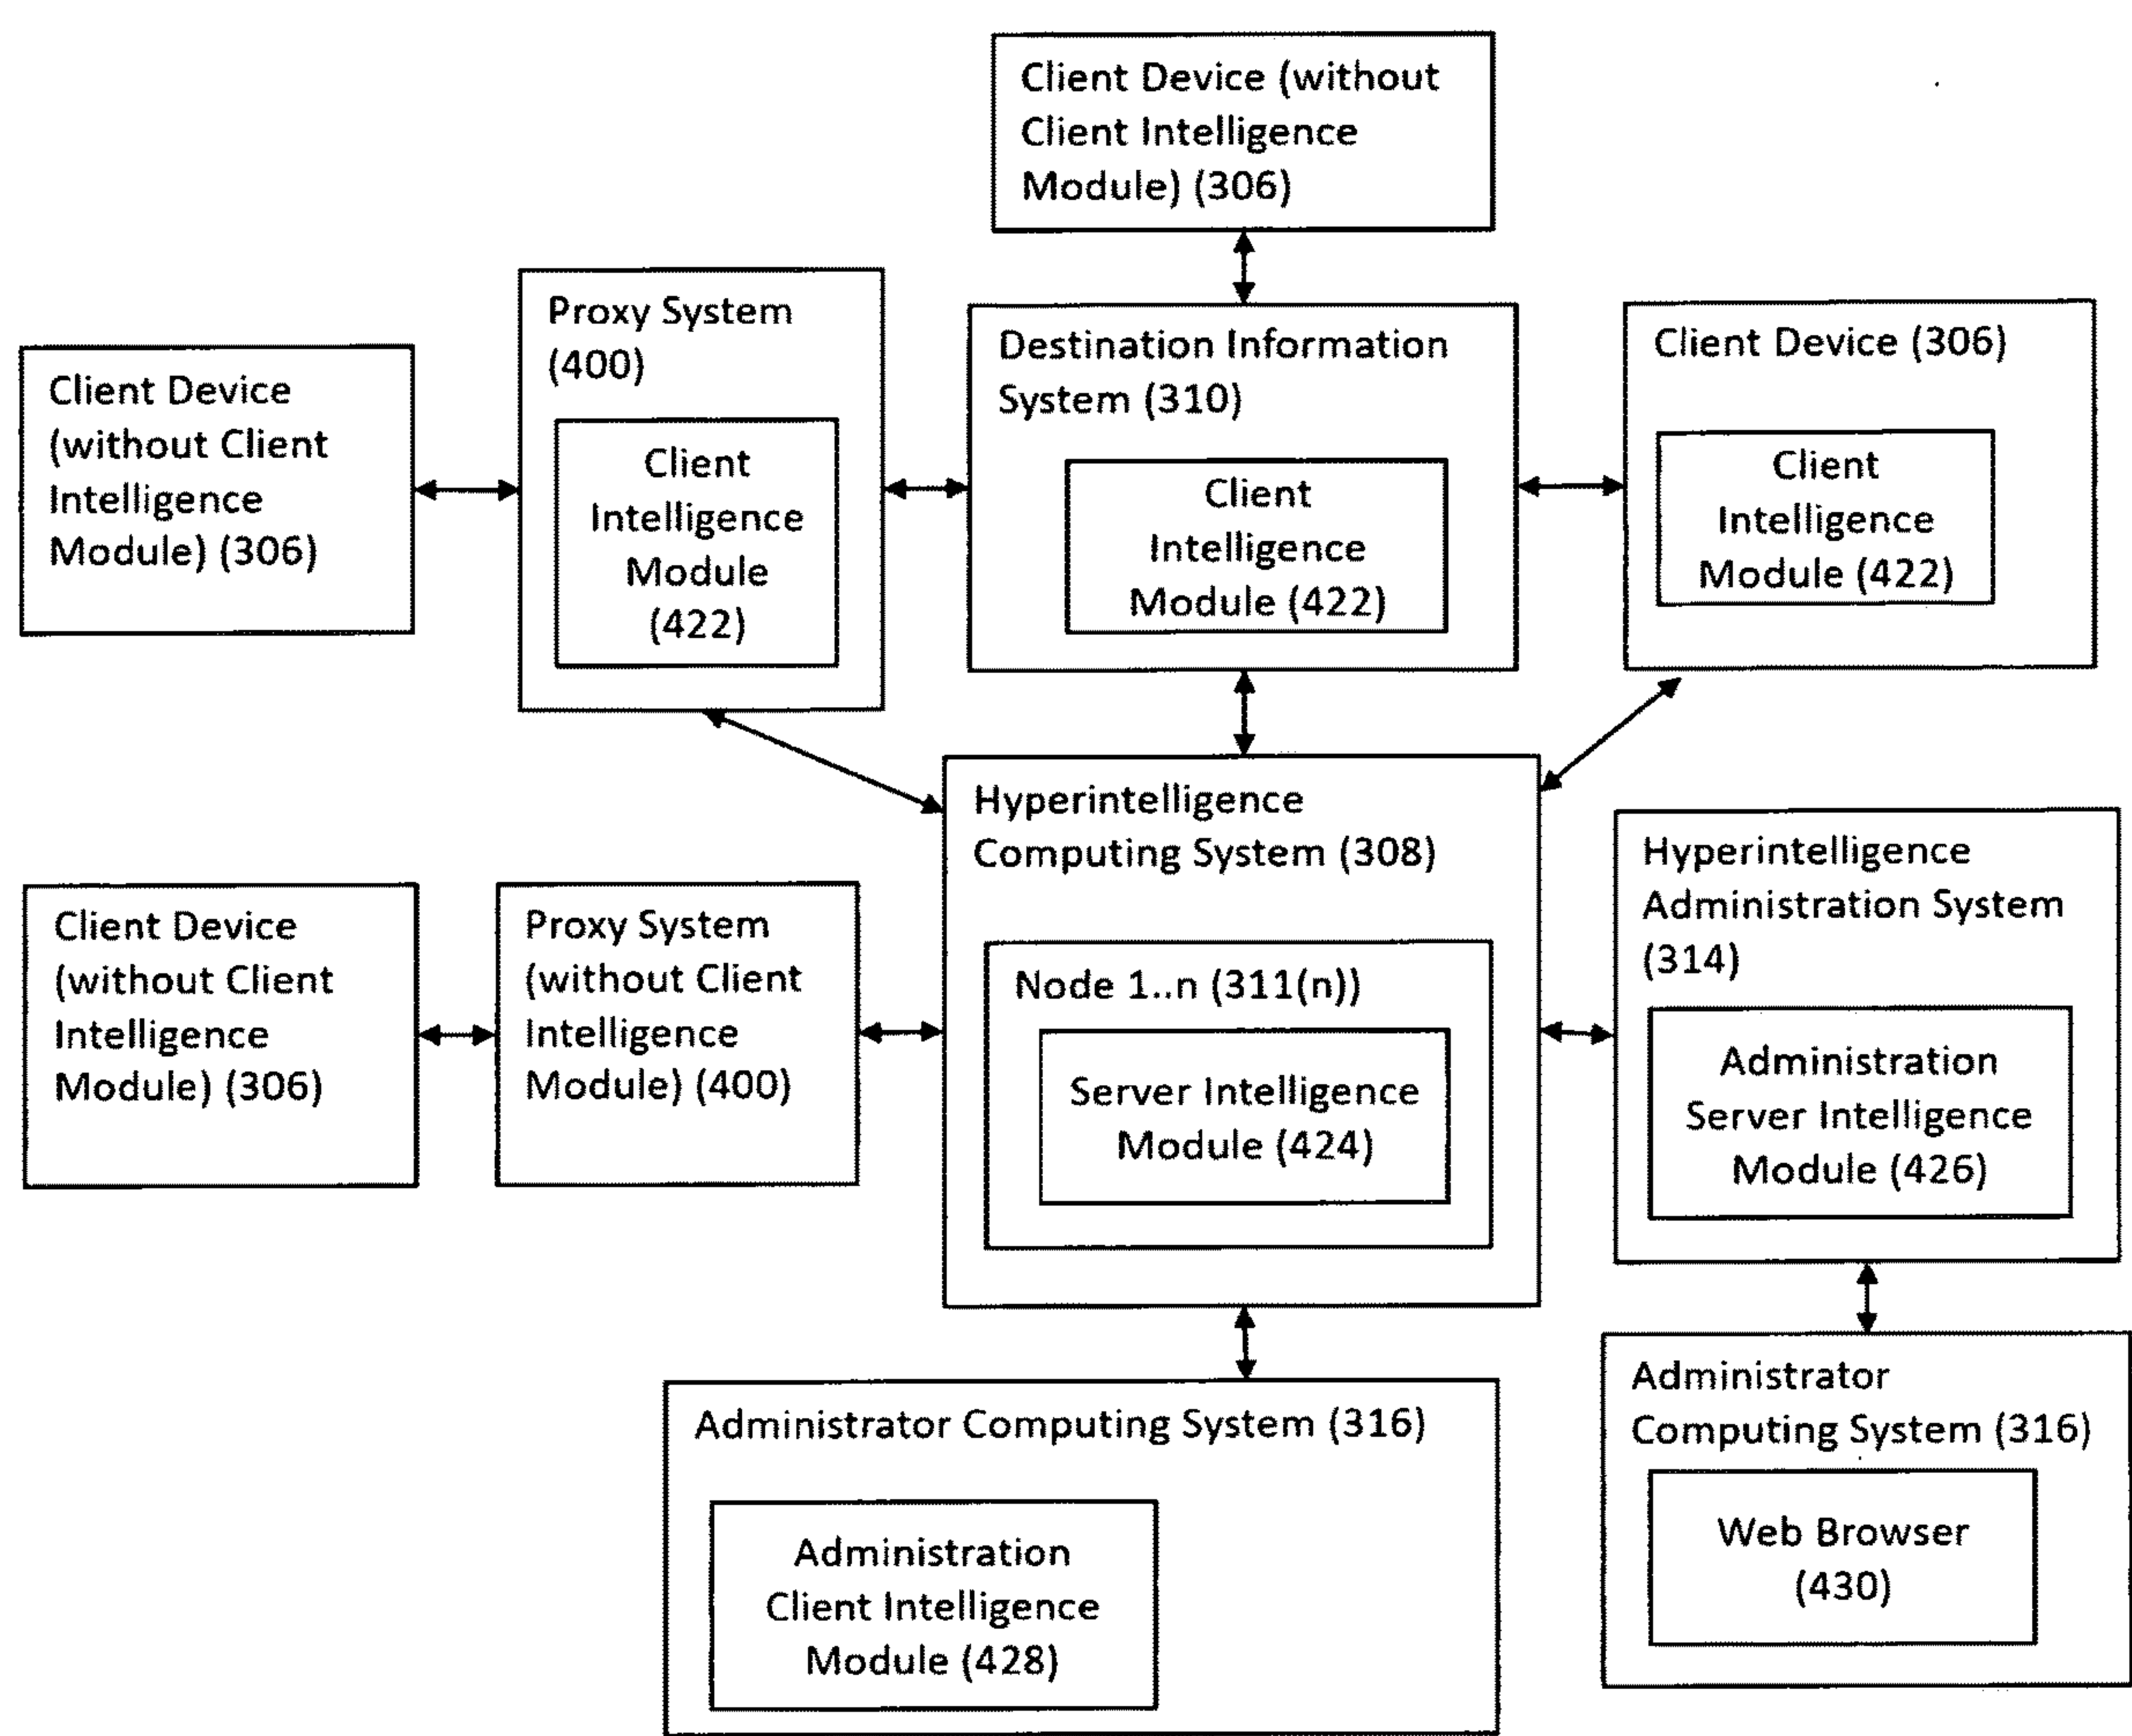 Client Device (without
Client Intelligence
Module) (306)
Proxy System
(400)
Client
Intelligence
Module
(422)
Destination Information
System (310)
Client
Intelligence
Module (422)
Client Device (306)
Client
Intelligence
Module (422)
Client Device
(without Client
Intelligence
Module) (306)
Hyperintelligence
Computing System (308)
Node 1..n (311(n))
Server Intelligence
Module (424)
Hyperintelligence
Administration System
(314)
Administration
Server Intelligence
Module (426)
Client Device
(without Client
Intelligence
Module) (306)
Proxy System
(without Client
Intelligence
Module) (400)
Administrator Computing System (316)
Administration
Client Intelligence
Module (428)
Administrator
Computing System (316)
Web Browser
(430)